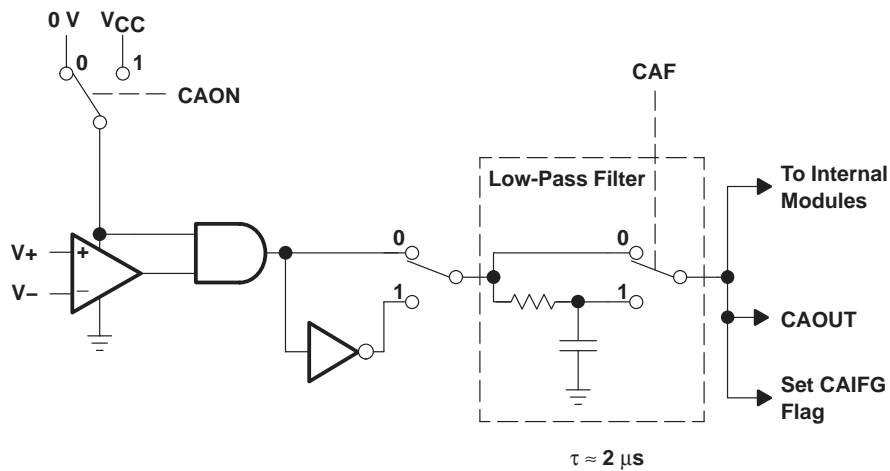 0 V VCC
0 1
CAON
CAF
Low-Pass Filter
To Internal
Modules
V+ +
V− −
0 0
1 1
CAOUT
Set CAIFG
Flag
τ ≈ 2 μs